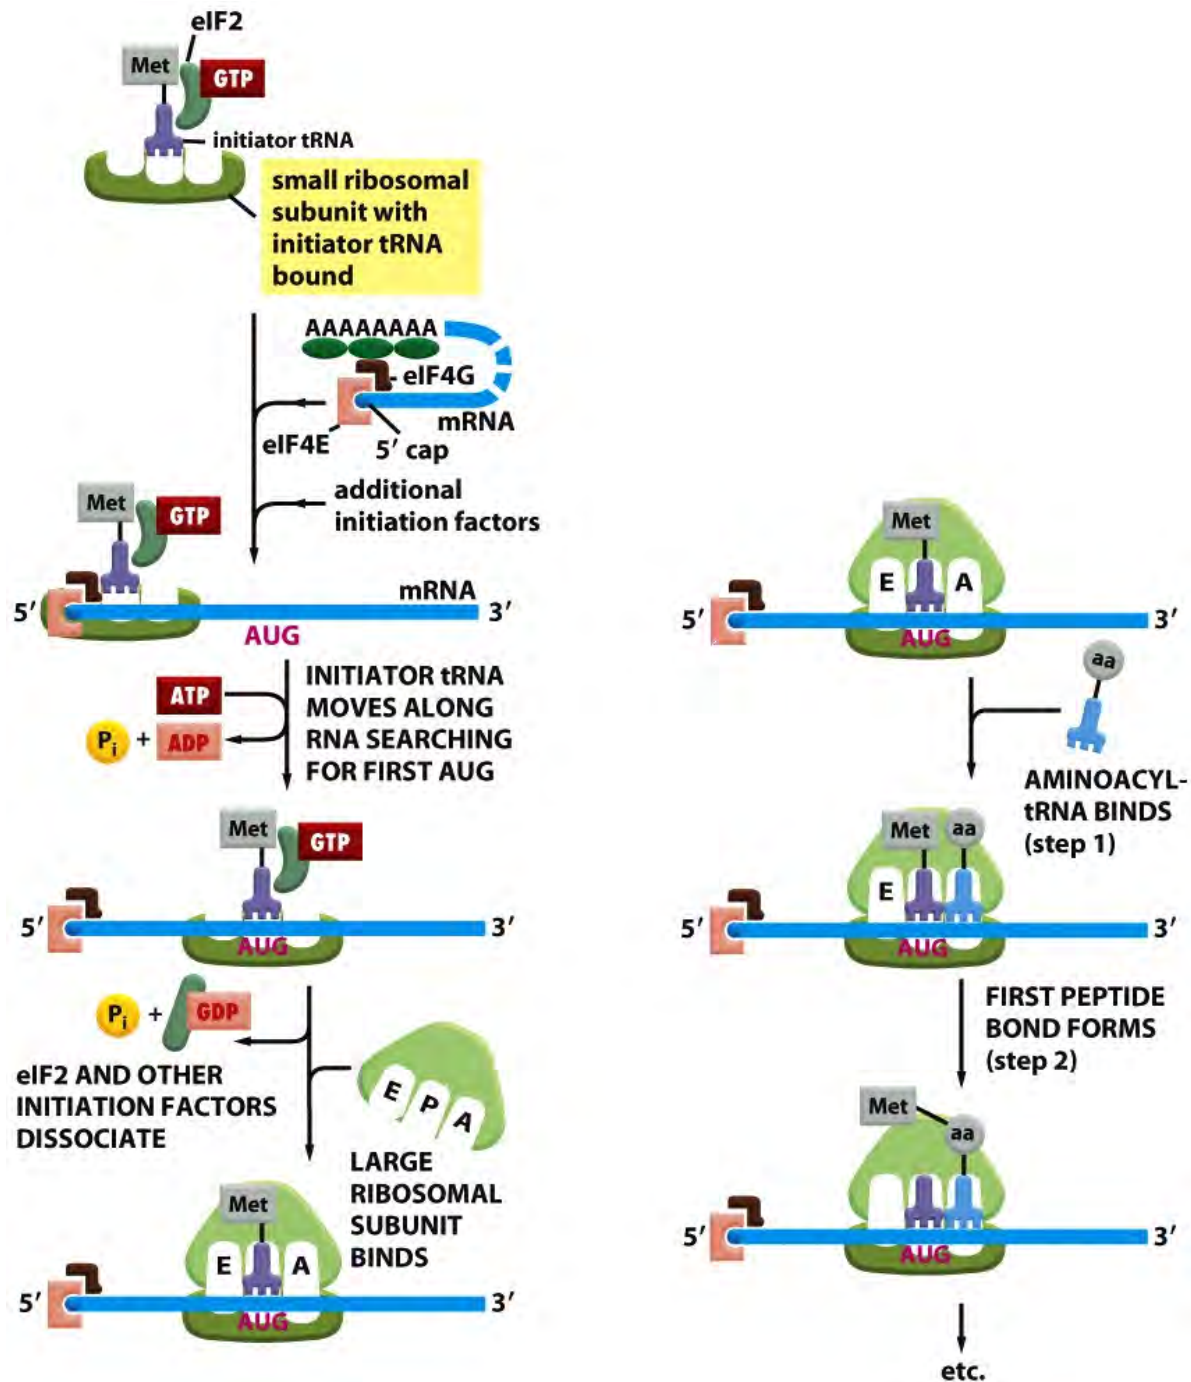 eIF2
Met
GTP
initiator tRNA
small ribosomal
subunit with
initiator tRNA
bound
AAAAAAAA
eIF4G
mRNA
eIF4E
5′ cap
additional
initiation factors
Met
GTP
mRNA
5′
3′
AUG
INITIATOR tRNA
MOVES ALONG
RNA SEARCHING
FOR FIRST AUG
ATP
Pi + ADP
Met
GTP
5′
3′
AUG
Pi + GDP
eIF2 AND OTHER
INITIATION FACTORS
DISSOCIATE
E P A
LARGE
RIBOSOMAL
SUBUNIT
BINDS
Met
E A
5′
3′
AUG
Met
E A
5′
3′
AUG
aa
AMINOACYL-
tRNA BINDS
(step 1)
Met aa
E
5′
3′
AUG
FIRST PEPTIDE
BOND FORMS
(step 2)
Met
aa
5′
3′
AUG
etc.